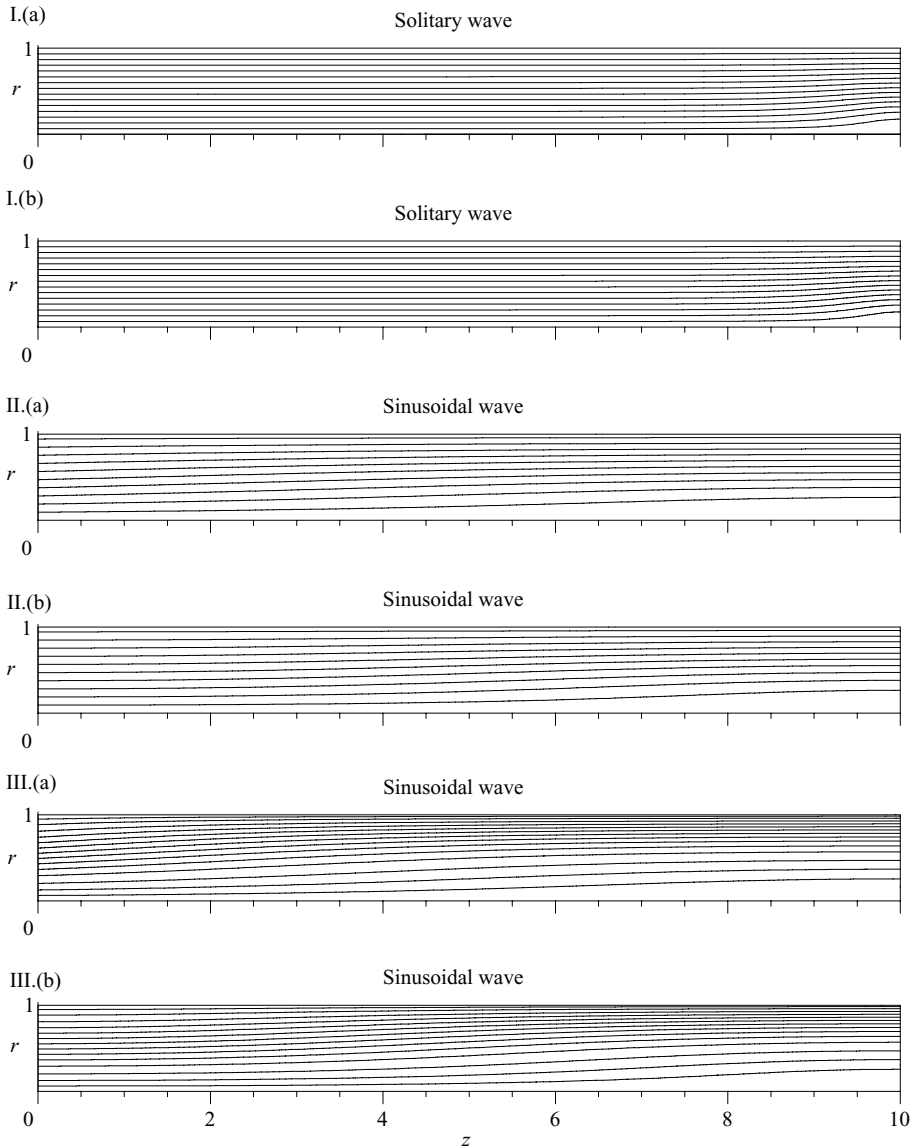 I.(a)
Solitary wave
1
r
0
I.(b)
Solitary wave
1
r
0
II.(a)
Sinusoidal wave
1
r
0
II.(b)
Sinusoidal wave
1
r
0
III.(a)
Sinusoidal wave
1
r
0
III.(b)
Sinusoidal wave
1
r
0 2 4 6 8 10
z